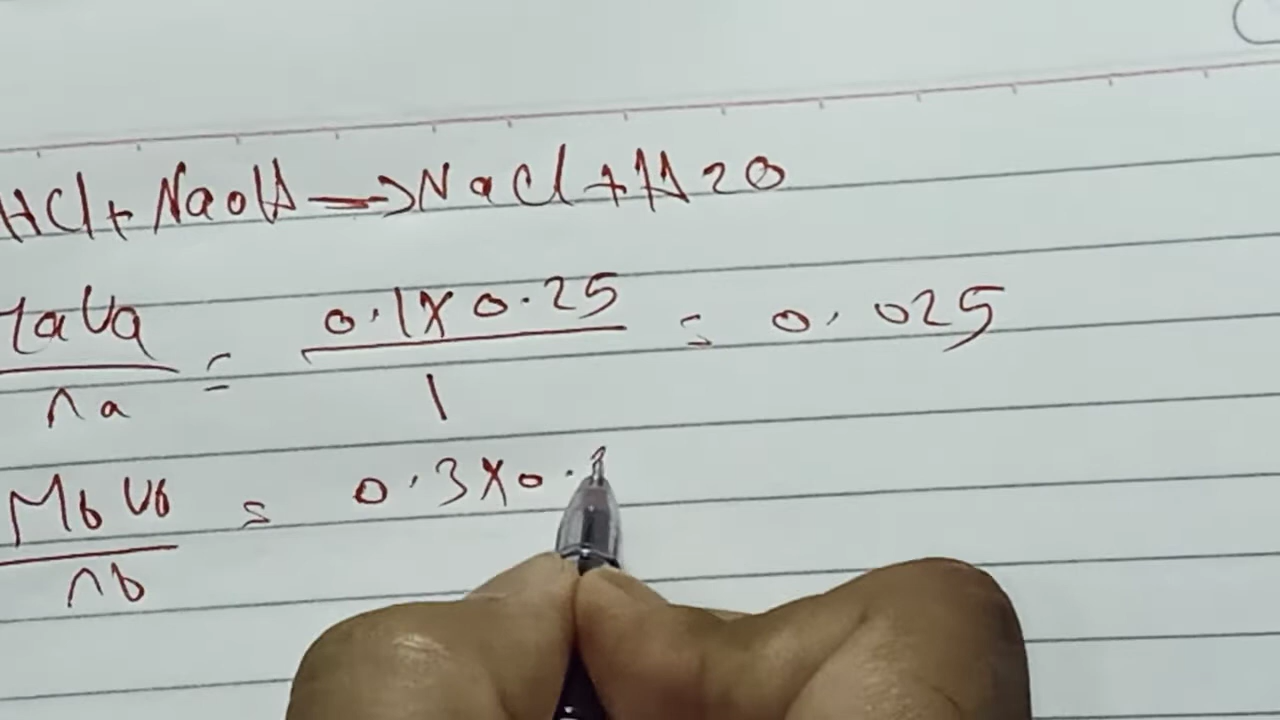 HCl + NaOH → NaCl + H2O
MaVa / na = 0.1 x 0.25 / 1 = 0.025
MbVb / nb = 0.3 x 0.